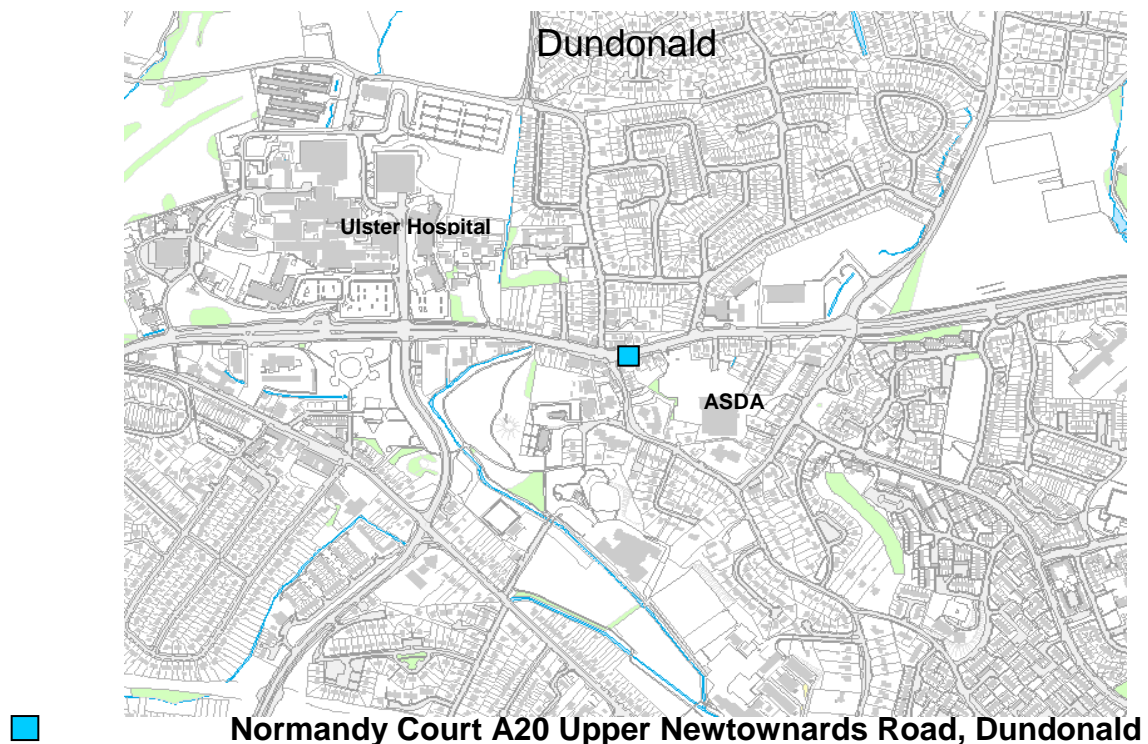 Dundonald
Ulster Hospital
ASDA
Normandy Court A20 Upper Newtownards Road, Dundonald